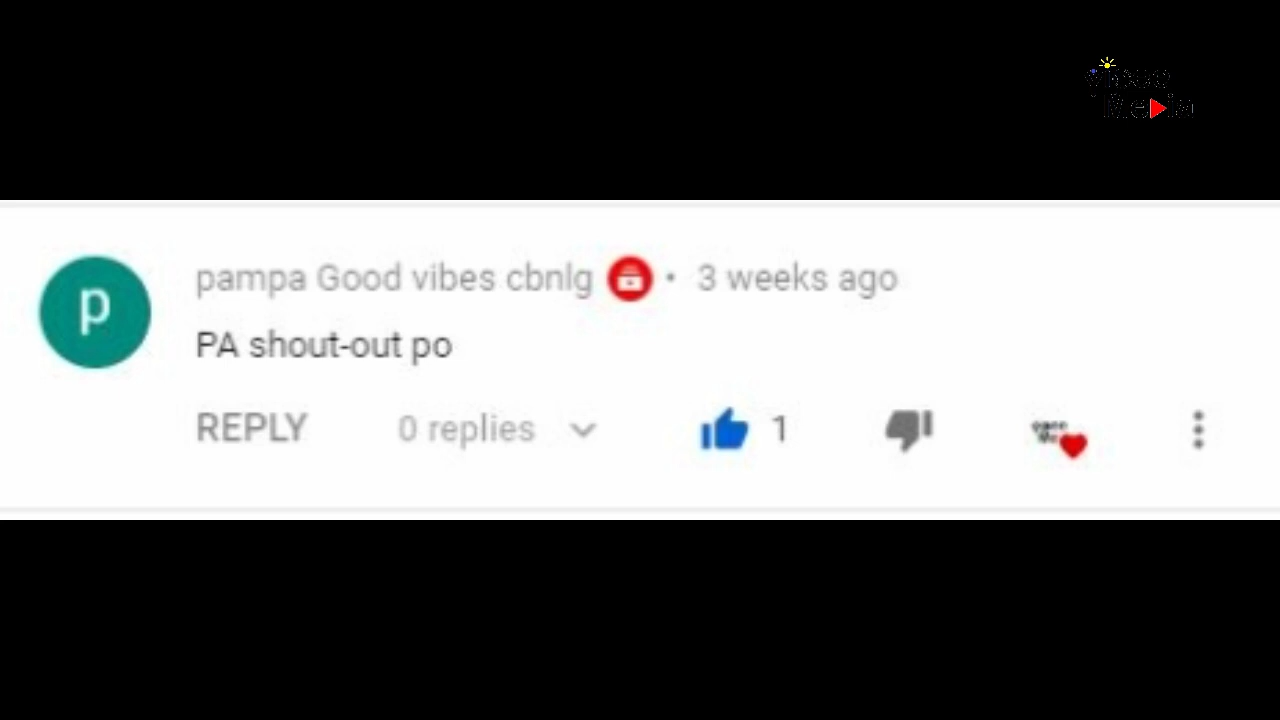 p
pampa Good vibes cbnlg • 3 weeks ago
PA shout-out po
REPLY 0 replies 1